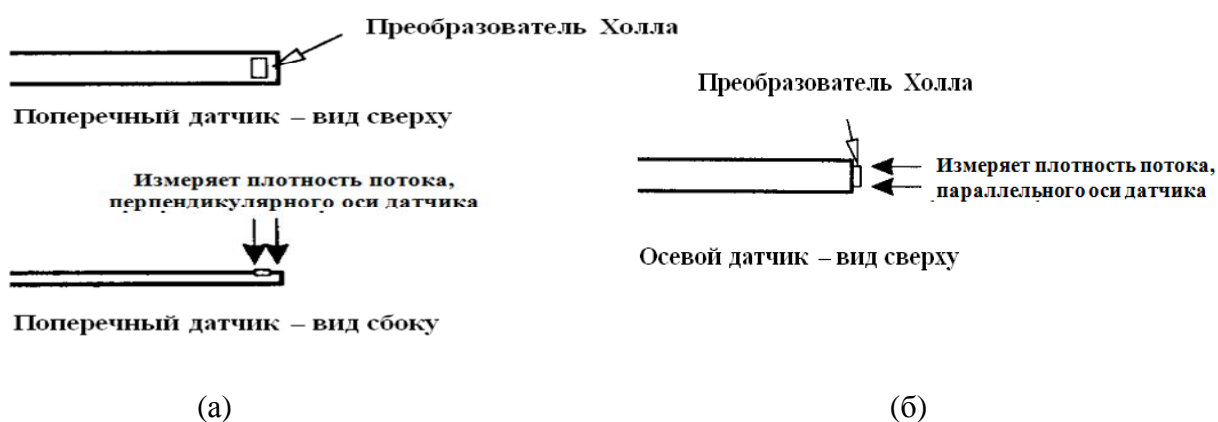 Преобразователь Холла
Поперечный датчик – вид сверху
Измеряет плотность потока,
перпендикулярного оси датчика
Поперечный датчик – вид сбоку
(а)
Преобразователь Холла
Измеряет плотность потока,
параллельного оси датчика
Осевой датчик – вид сверху
(б)